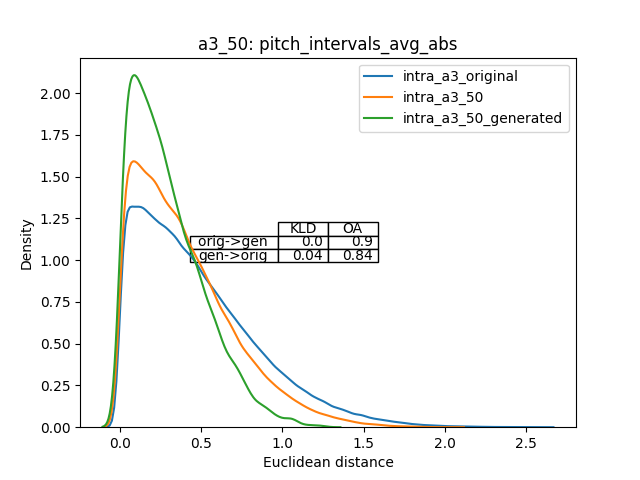 a3_50: pitch_intervals_avg_abs
intra_a3_original
intra_a3_50
intra_a3_50_generated
KLD OA
orig->gen 0.0 0.9
gen->orig 0.04 0.84
Density
2.00
1.75
1.50
1.25
1.00
0.75
0.50
0.25
0.00
0.0 0.5 1.0 1.5 2.0 2.5
Euclidean distance